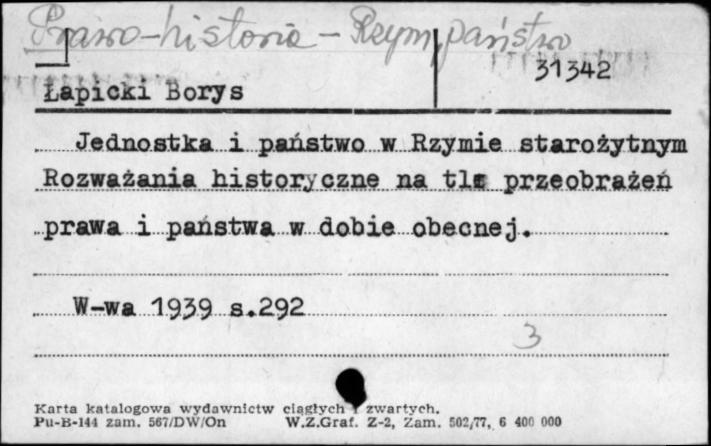 Prawo-historia - Rzym, państwo
31342
Łapicki Borys
Jednostka i państwo w Rzymie starożytnym
Rozważania historyczne na tle przeobrażeń
prawa i państwa w dobie obecnej.
W-wa 1939 s.292
3
Karta katalogowa wydawnictw ciągłych i zwartych.
Pu-B-144 zam. 567/DW/On W.Z.Graf. Z-2, Zam. 502/77, 6 400 000